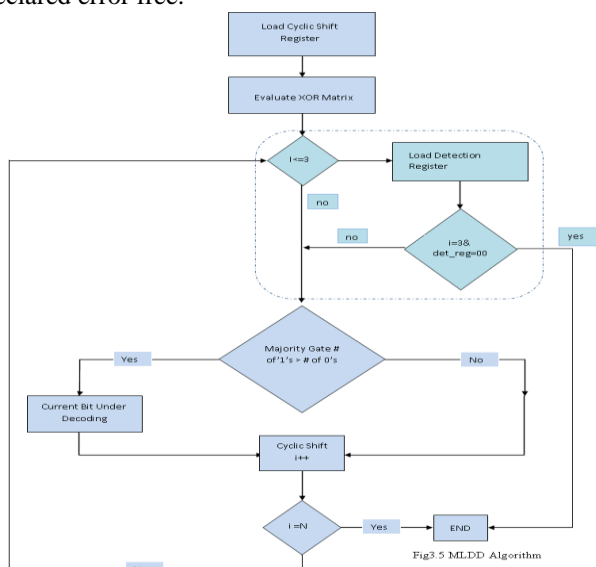 eclared error free.
Load Cyclic Shift
Register
Evaluate XOR Matrix
i<=3
Load Detection
Register
no
no
i=3&
det_reg=00
yes
Majority Gate #
of'1's > # of 0's
Yes
No
Current Bit Under
Decoding
Cyclic Shift
i++
i =N
Yes
END
Fig3.5 MLDD Algorithm